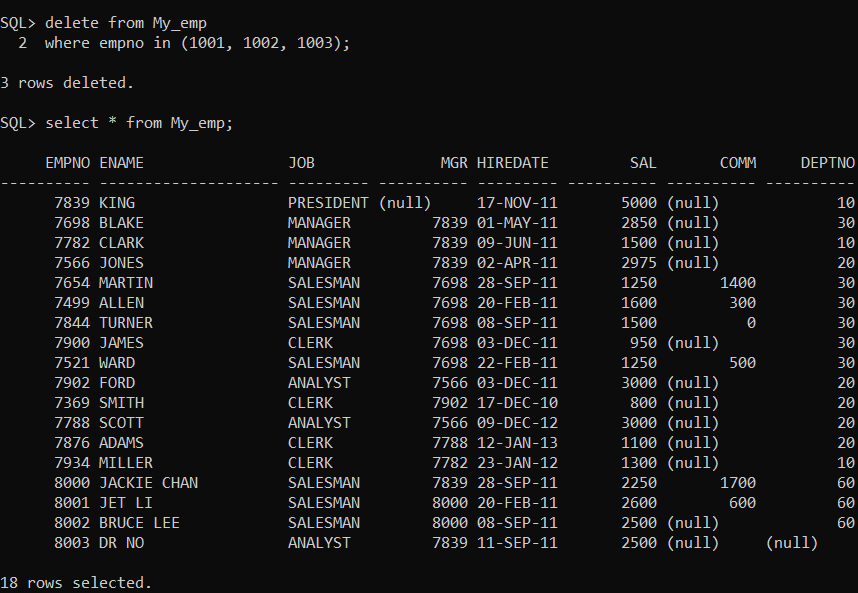 SQL> delete from My_emp
  2  where empno in (1001, 1002, 1003);
3 rows deleted.
SQL> select * from My_emp;
     EMPNO ENAME                JOB              MGR HIREDATE         SAL       COMM     DEPTNO
---------- -------------------- --------- ---------- --------- ---------- ---------- ----------
      7839 KING                 PRESIDENT (null)     17-NOV-11       5000 (null)             10
      7698 BLAKE                MANAGER         7839 01-MAY-11       2850 (null)             30
      7782 CLARK                MANAGER         7839 09-JUN-11       1500 (null)             10
      7566 JONES                MANAGER         7839 02-APR-11       2975 (null)             20
      7654 MARTIN               SALESMAN        7698 28-SEP-11       1250       1400         30
      7499 ALLEN                SALESMAN        7698 20-FEB-11       1600        300         30
      7844 TURNER               SALESMAN        7698 08-SEP-11       1500          0         30
      7900 JAMES                CLERK           7698 03-DEC-11        950 (null)             30
      7521 WARD                 SALESMAN        7698 22-FEB-11       1250        500         30
      7902 FORD                 ANALYST         7566 03-DEC-11       3000 (null)             20
      7369 SMITH                CLERK           7902 17-DEC-10        800 (null)             20
      7788 SCOTT                ANALYST         7566 09-DEC-12       3000 (null)             20
      7876 ADAMS                CLERK           7788 12-JAN-13       1100 (null)             20
      7934 MILLER               CLERK           7782 23-JAN-12       1300 (null)             10
      8000 JACKIE CHAN          SALESMAN        7839 28-SEP-11       2250       1700         60
      8001 JET LI               SALESMAN        8000 20-FEB-11       2600        600         60
      8002 BRUCE LEE            SALESMAN        8000 08-SEP-11       2500 (null)             60
      8003 DR NO                ANALYST         7839 11-SEP-11       2500 (null)     (null)
18 rows selected.